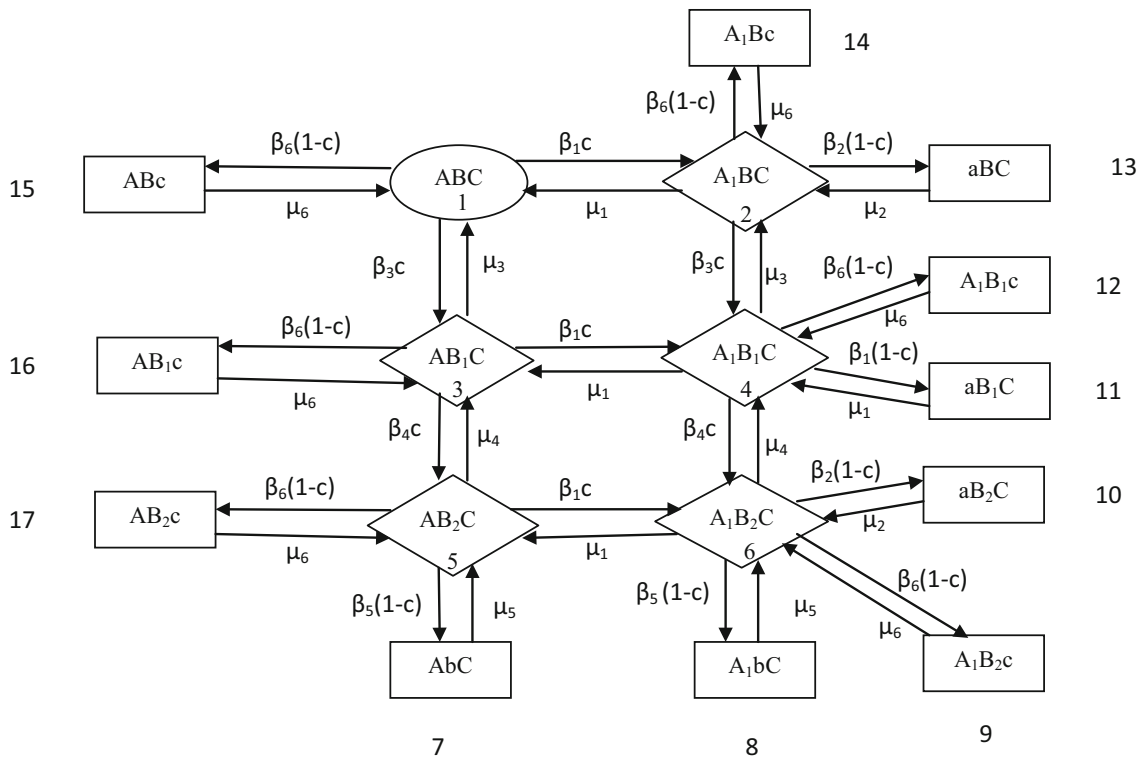 A₁Bc
14
β₆(1-c)
μ₆
β₆(1-c)
β₁c
β₂(1-c)
15
ABc
ABC
1
A₁BC
2
aBC
13
μ₆
μ₁
μ₂
β₃c
μ₃
β₃c
μ₃
β₆(1-c)
A₁B₁c
12
μ₆
β₆(1-c)
β₁c
β₁(1-c)
16
AB₁c
AB₁C
3
A₁B₁C
4
aB₁C
11
μ₆
μ₁
μ₁
β₄c
μ₄
β₄c
μ₄
β₆(1-c)
β₁c
β₂(1-c)
aB₂C
10
17
AB₂c
AB₂C
5
A₁B₂C
6
μ₂
μ₆
μ₁
β₅(1-c)
μ₅
β₅(1-c)
μ₅
β₆(1-c)
μ₆
AbC
A₁bC
A₁B₂c
7
8
9